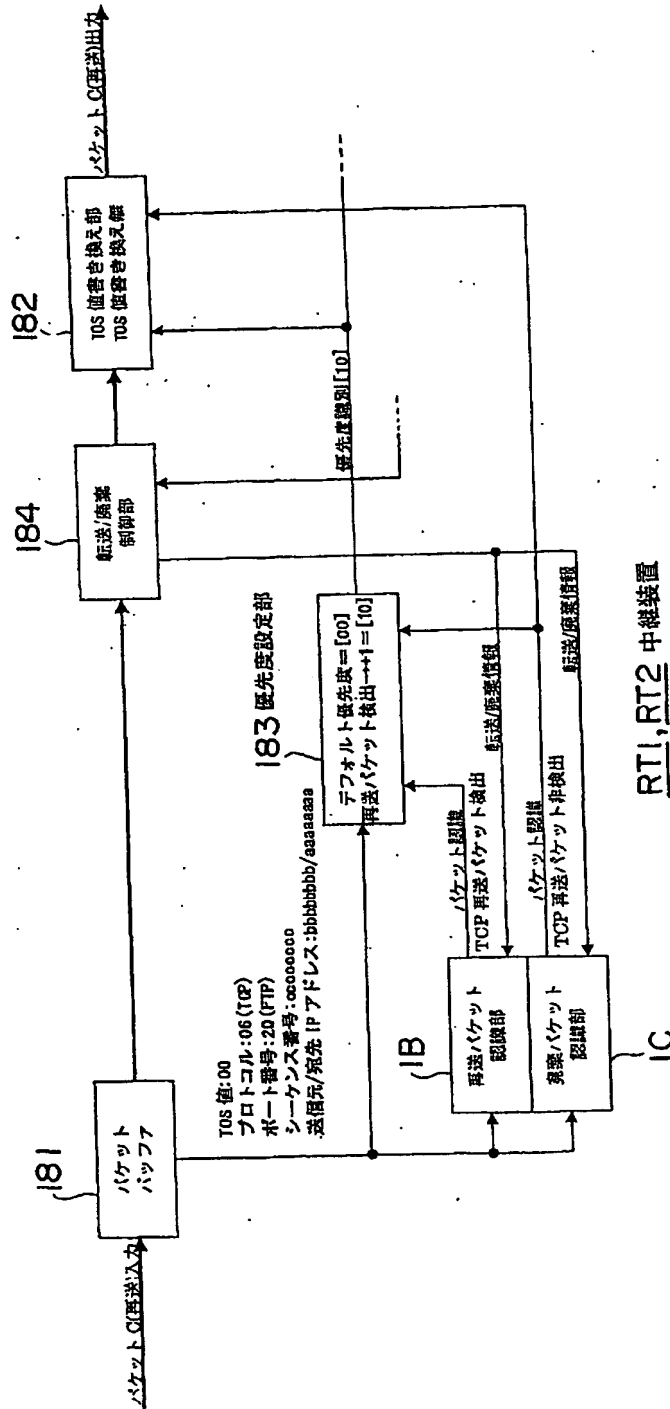 パケットC(再送)入力
181
パケット
バッファ
TOS 値:00
プロトコル:06(TCP)
ポート番号:20(FTP)
シーケンス番号:cccccccc
送信元/宛先 IP アドレス:bbbbbbbb/aaaaaaaa
184
転送/廃棄
制御部
182
TOS 値書き換え部
TOS 値書き換え
パケット C(再送)出力
183 優先度設定部
デフォルト優先度=[00]
再送パケット検出→+1=[10]
優先度識別[10]
1B
再送パケット
認識部
廃棄パケット
認識部
1C
パケット認識
TCP 再送パケット検出
転送/廃棄情報
パケット認識
TCP 再送パケット非検出
転送/廃棄情報
RT1,RT2 中継装置